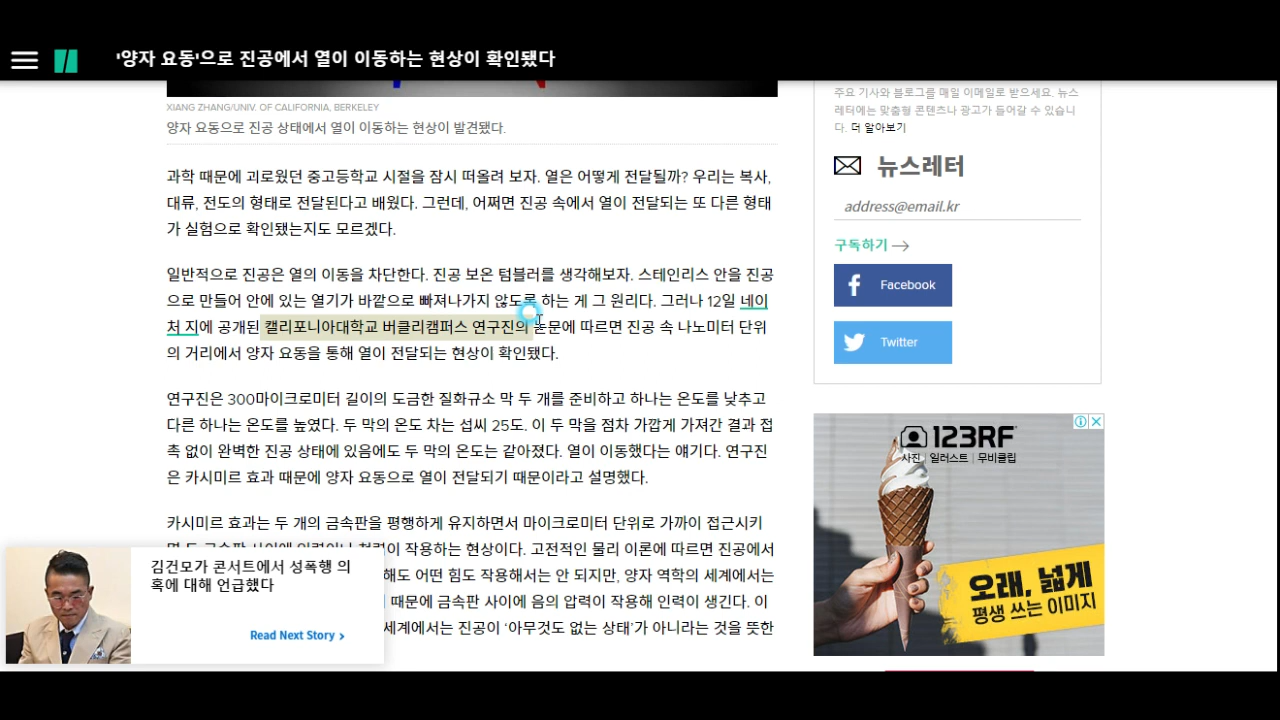 '양자 요동'으로 진공에서 열이 이동하는 현상이 확인됐다
XIANG ZHANG/UNIV. OF CALIFORNIA, BERKELEY
양자 요동으로 진공 상태에서 열이 이동하는 현상이 발견됐다.
과학 때문에 괴로웠던 중고등학교 시절을 잠시 떠올려 보자. 열은 어떻게 전달될까? 우리는 복사,
대류, 전도의 형태로 전달된다고 배웠다. 그런데, 어쩌면 진공 속에서 열이 전달되는 또 다른 형태
가 실험으로 확인됐는지도 모르겠다.
일반적으로 진공은 열의 이동을 차단한다. 진공 보온 텀블러를 생각해보자. 스테인리스 안을 진공
으로 만들어 안에 있는 열기가 바깥으로 빠져나가지 않도록 하는 게 그 원리다. 그러나 12일 네이
처 지에 공개된 캘리포니아대학교 버클리캠퍼스 연구진의 논문에 따르면 진공 속 나노미터 단위
의 거리에서 양자 요동을 통해 열이 전달되는 현상이 확인됐다.
연구진은 300마이크로미터 길이의 도금한 질화규소 막 두 개를 준비하고 하나는 온도를 낮추고
다른 하나는 온도를 높였다. 두 막의 온도 차는 섭씨 25도. 이 두 막을 점차 가깝게 가져간 결과 접
촉 없이 완벽한 진공 상태에 있음에도 두 막의 온도는 같아졌다. 열이 이동했다는 얘기다. 연구진
은 카시미르 효과 때문에 양자 요동으로 열이 전달되기 때문이라고 설명했다.
카시미르 효과는 두 개의 금속판을 평행하게 유지하면서 마이크로미터 단위로 가까이 접근시키
작용하는 현상이다. 고전적인 물리 이론에 따르면 진공에서
해도 어떤 힘도 작용해서는 안 되지만, 양자 역학의 세계에서는
때문에 금속판 사이에 음의 압력이 작용해 인력이 생긴다. 이
세계에서는 진공이 ‘아무것도 없는 상태’가 아니라는 것을 뜻한
김건모가 콘서트에서 성폭행 의
혹에 대해 언급했다
Read Next Story
주요 기사와 블로그를 매일 이메일로 받으세요. 뉴스
레터에는 맞춤형 콘텐츠나 광고가 들어갈 수 있습니
다. 더 알아보기
뉴스레터
address@email.kr
구독하기
Facebook
Twitter
123RF
사진 | 일러스트 | 무비클립
오래, 넓게
평생 쓰는 이미지